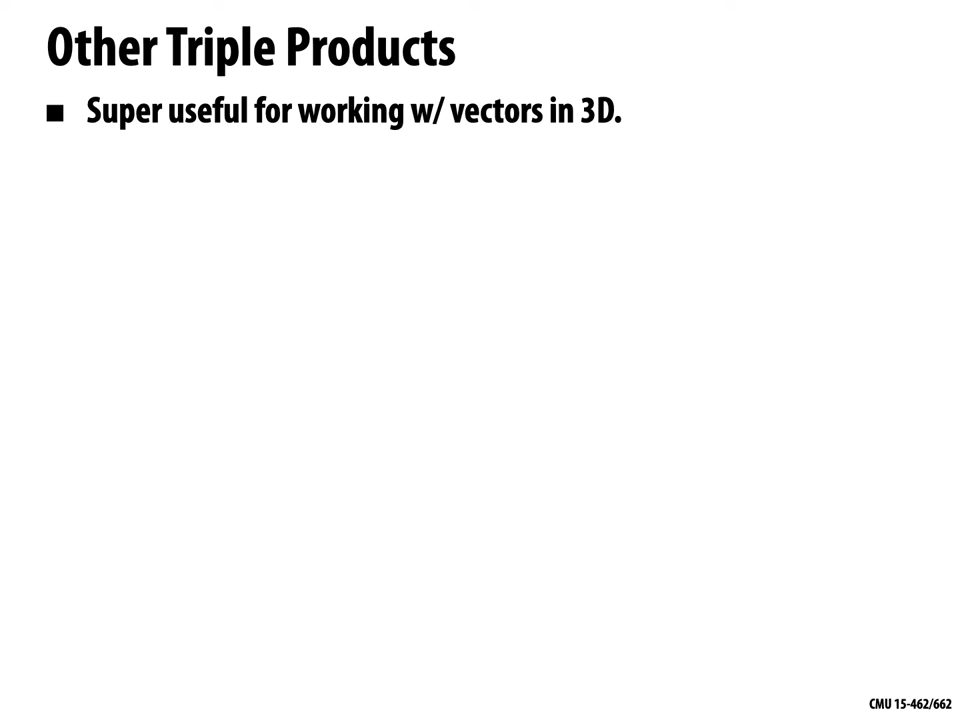 Other Triple Products
■ Super useful for working w/ vectors in 3D.
CMU 15-462/662